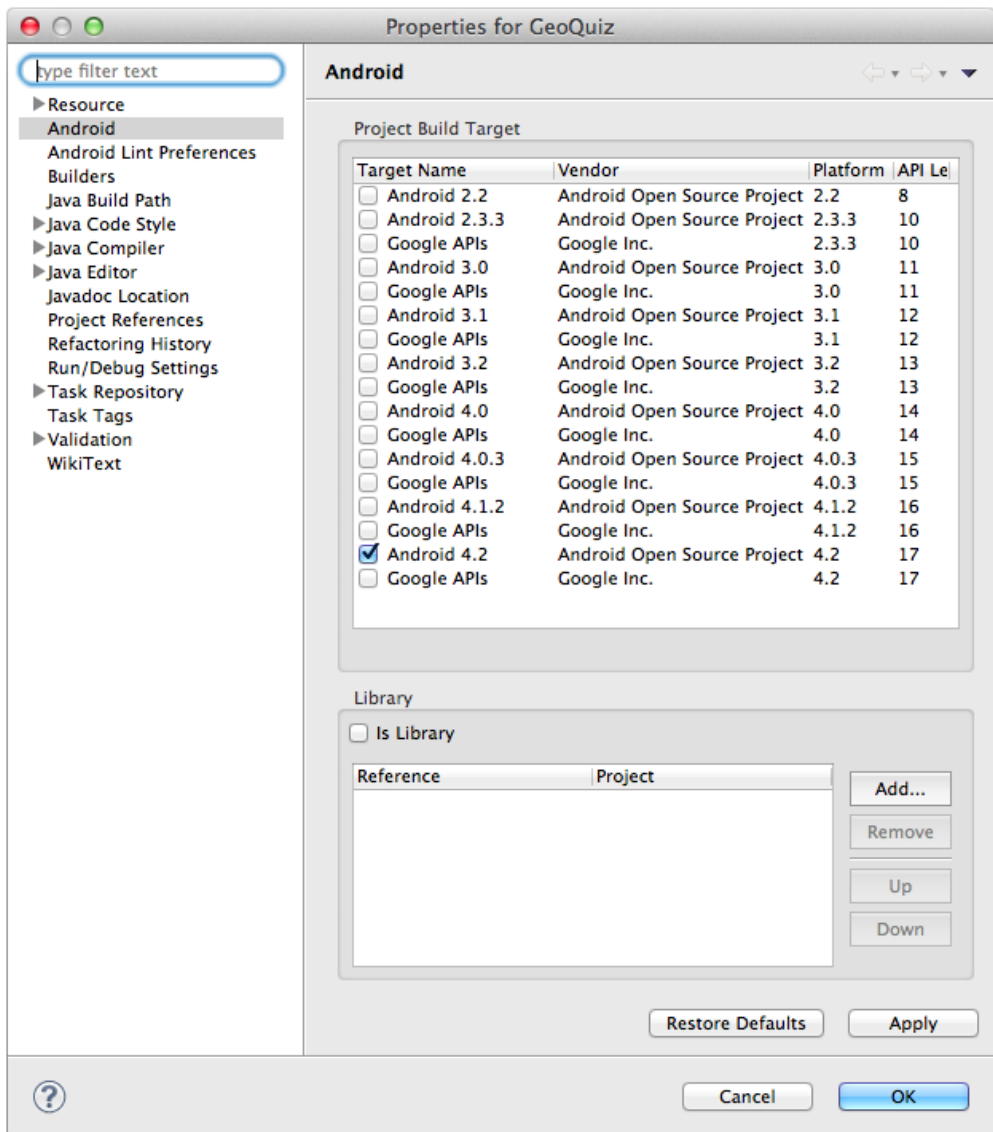 Properties for GeoQuiz
type filter text
Resource
Android
Android Lint Preferences
Builders
Java Build Path
Java Code Style
Java Compiler
Java Editor
Javadoc Location
Project References
Refactoring History
Run/Debug Settings
Task Repository
Task Tags
Validation
WikiText
Android
Project Build Target
Target Name Vendor Platform API Le
Android 2.2 Android Open Source Project 2.2 8
Android 2.3.3 Android Open Source Project 2.3.3 10
Google APIs Google Inc. 2.3.3 10
Android 3.0 Android Open Source Project 3.0 11
Google APIs Google Inc. 3.0 11
Android 3.1 Android Open Source Project 3.1 12
Google APIs Google Inc. 3.1 12
Android 3.2 Android Open Source Project 3.2 13
Google APIs Google Inc. 3.2 13
Android 4.0 Android Open Source Project 4.0 14
Google APIs Google Inc. 4.0 14
Android 4.0.3 Android Open Source Project 4.0.3 15
Google APIs Google Inc. 4.0.3 15
Android 4.1.2 Android Open Source Project 4.1.2 16
Google APIs Google Inc. 4.1.2 16
Android 4.2 Android Open Source Project 4.2 17
Google APIs Google Inc. 4.2 17
Library
Is Library
Reference Project
Add...
Remove
Up
Down
Restore Defaults Apply
? Cancel OK